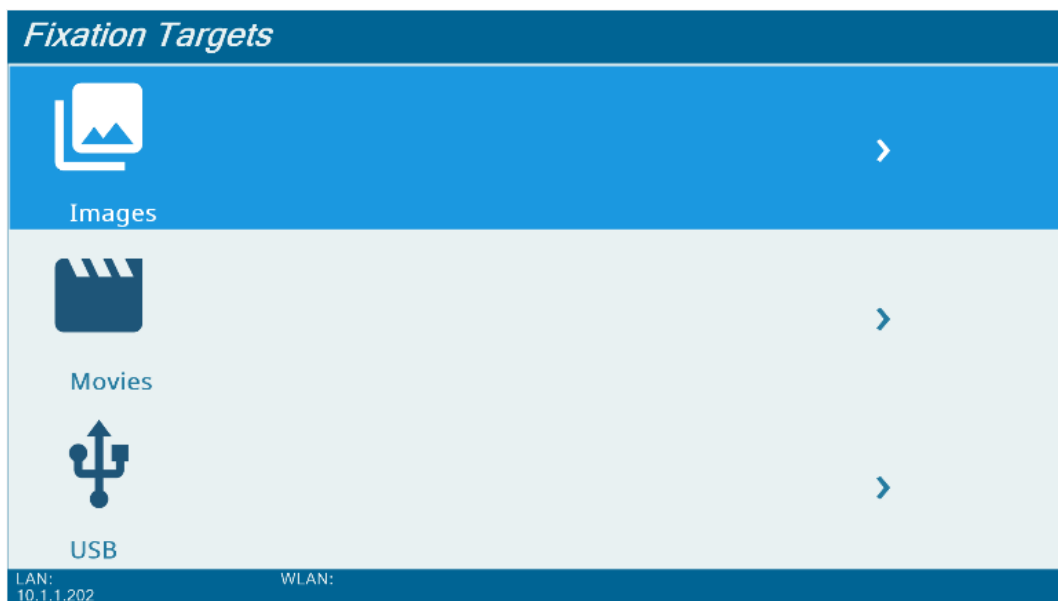 Fixation Targets
Images
Movies
USB
LAN: WLAN:
10.1.1.202